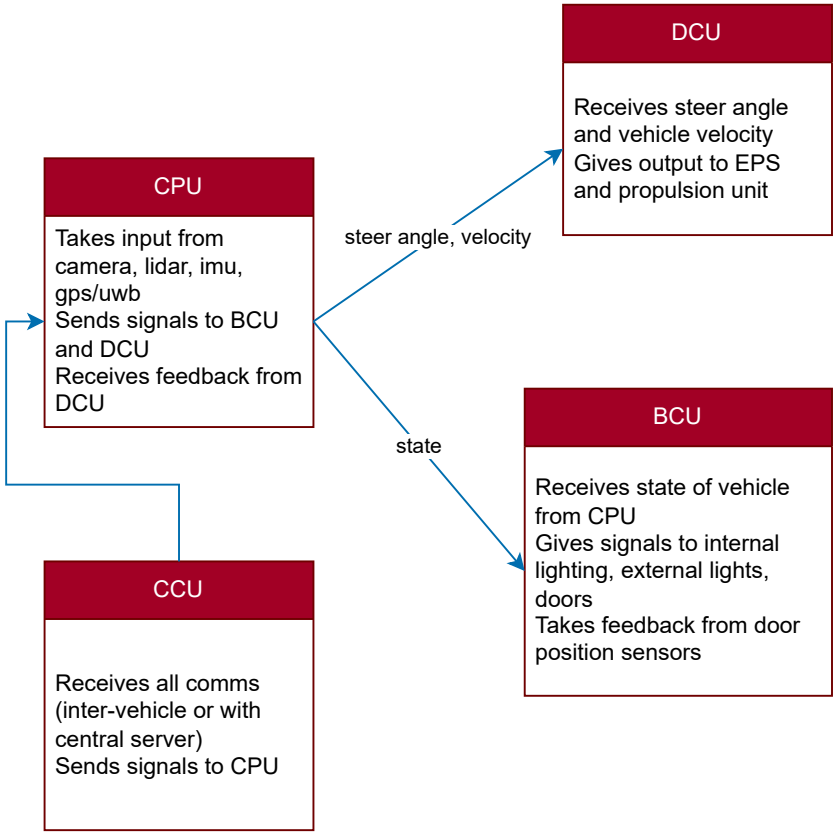 DCU
Receives steer angle
and vehicle velocity
Gives output to EPS
and propulsion unit
CPU
Takes input from
camera, lidar, imu,
gps/uwb
Sends signals to BCU
and DCU
Receives feedback from
DCU
steer angle, velocity
state
BCU
Receives state of vehicle
from CPU
Gives signals to internal
lighting, external lights,
doors
Takes feedback from door
position sensors
CCU
Receives all comms
(inter-vehicle or with
central server)
Sends signals to CPU